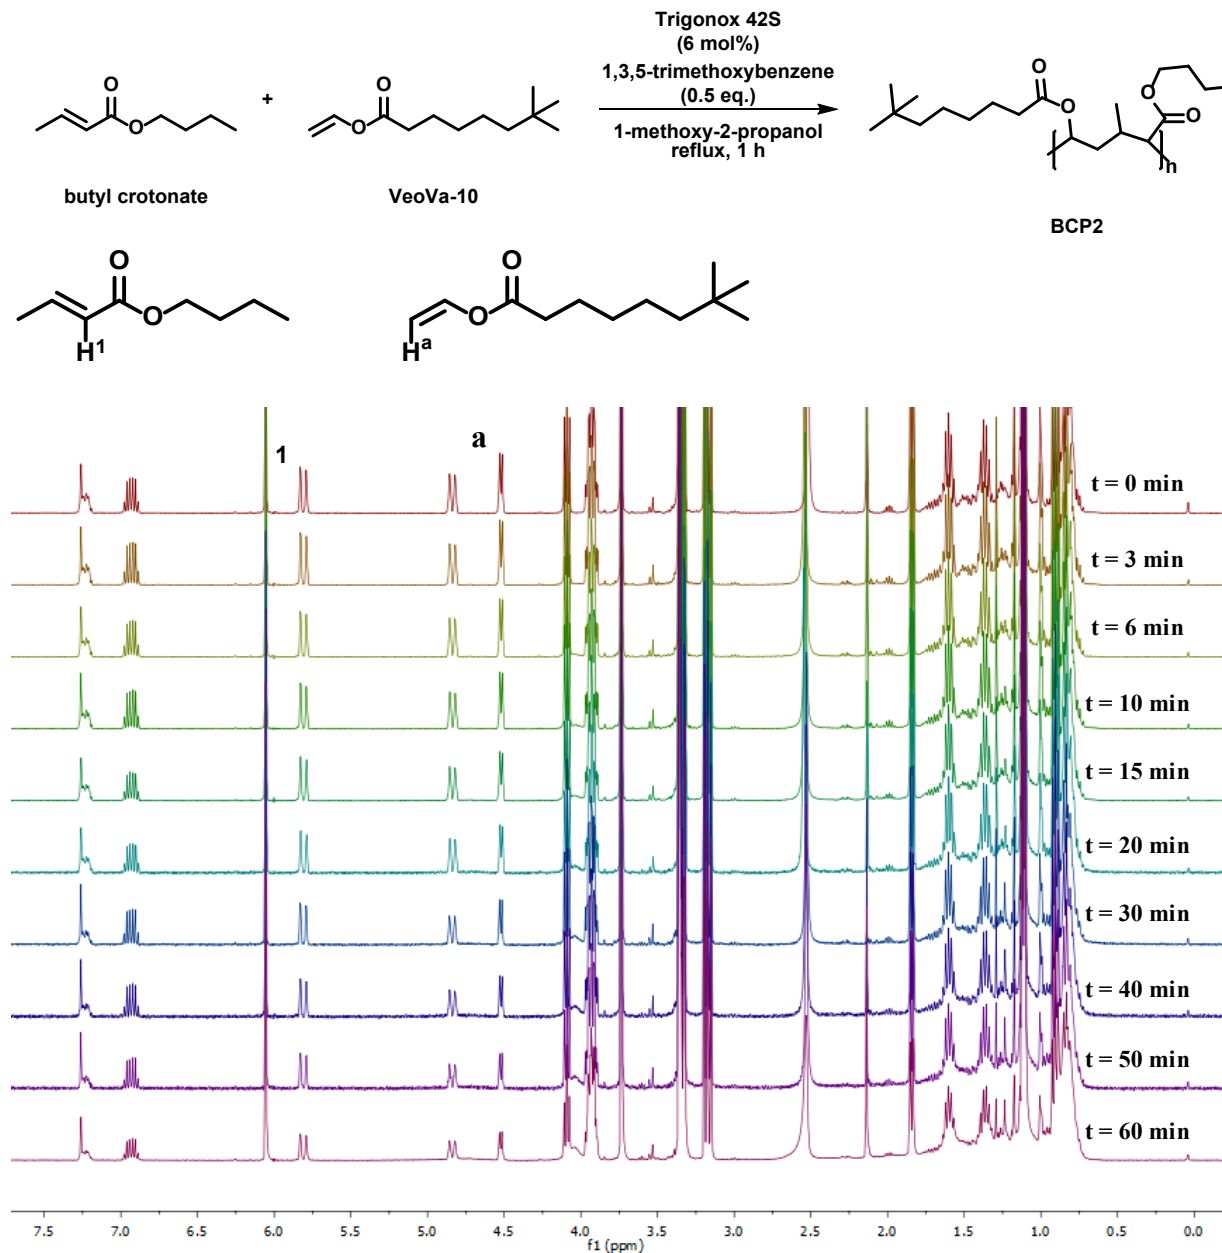 Trigonox 42S
(6 mol%)
1,3,5-trimethoxybenzene
(0.5 eq.)
1-methoxy-2-propanol
reflux, 1 h
O
O
+
O
O
O
O
O
O
n
butyl crotonate
VeoVa-10
BCP2
O
O
H1
O
O
Ha
1
a
t = 0 min
t = 3 min
t = 6 min
t = 10 min
t = 15 min
t = 20 min
t = 30 min
t = 40 min
t = 50 min
t = 60 min
7.5 7.0 6.5 6.0 5.5 5.0 4.5 4.0 3.5 3.0 2.5 2.0 1.5 1.0 0.5 0.0
f1 (ppm)